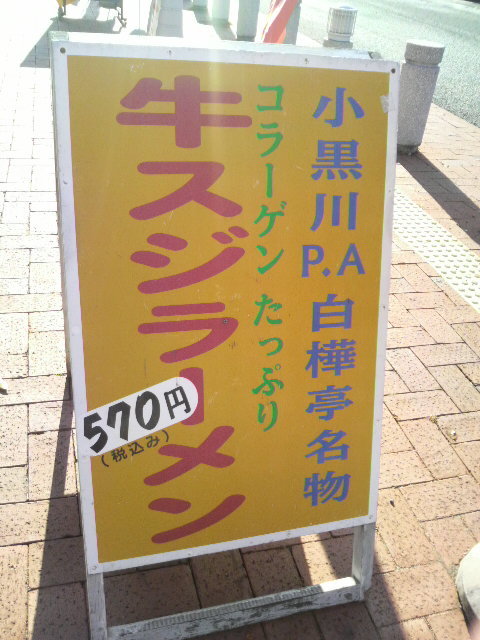 小黒川P.A白樺亭名物
コラーゲンたっぷり
牛スジラーメン
570円
(税込み)